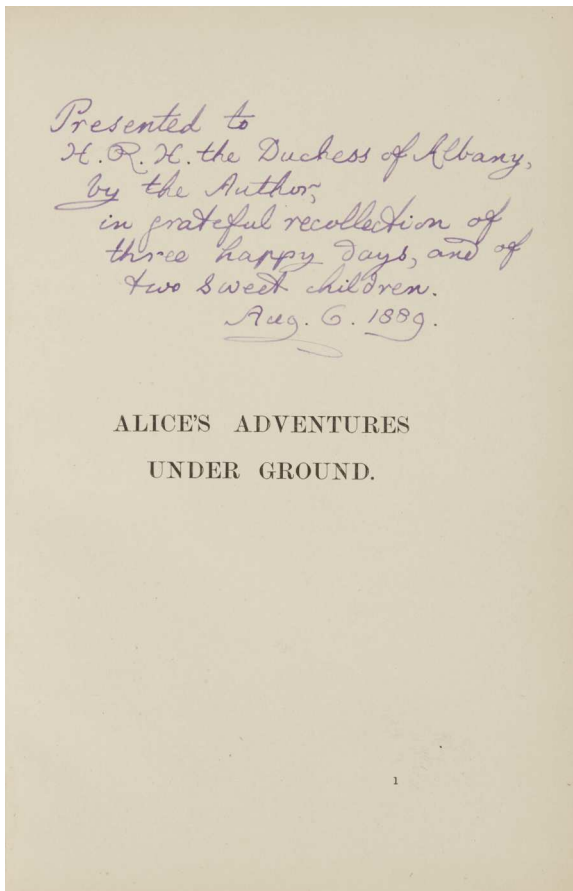 Presented to
H. R. H. the Duchess of Albany,
by the Author,
in grateful recollection of
three happy days, and of
two sweet children.
Aug. 6. 1889.
ALICE'S ADVENTURES
UNDER GROUND.
1